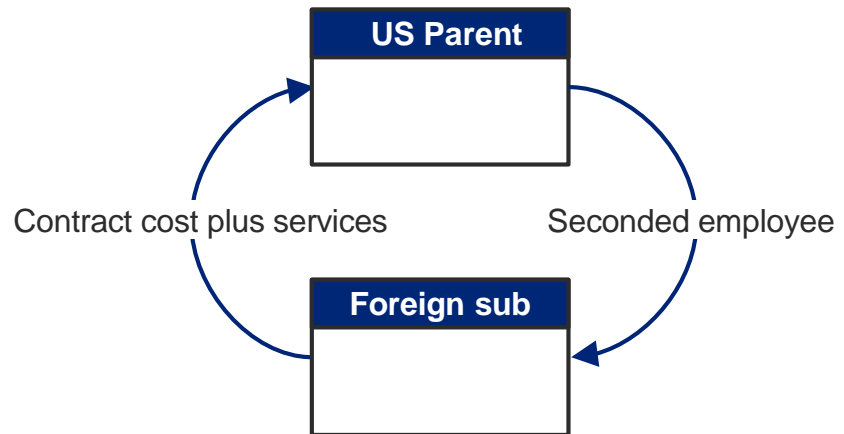 US Parent
Contract cost plus services
Seconded employee
Foreign sub